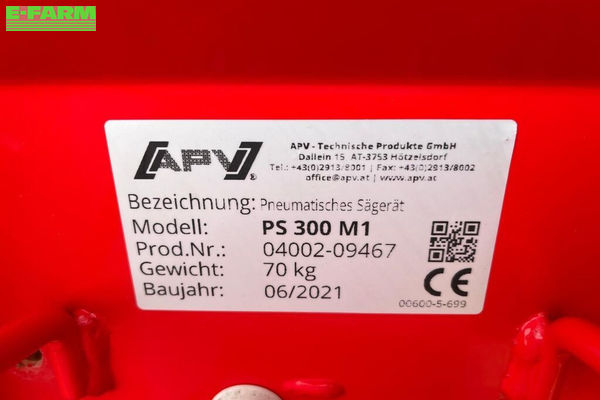 E-FARM
APV®
APV - Technische Produkte GmbH
Dallein 15, AT-3753 Hötzelsdorf
Tel.: +43(0)2913/8001 | Fax: +43(0)2913/8002
office@apv.at | www.apv.at
Bezeichnung: Pneumatisches Sägerät
Modell: PS 300 M1
Prod.Nr.: 04002-09467
Gewicht: 70 kg
Baujahr: 06/2021
CE
00600-5-699